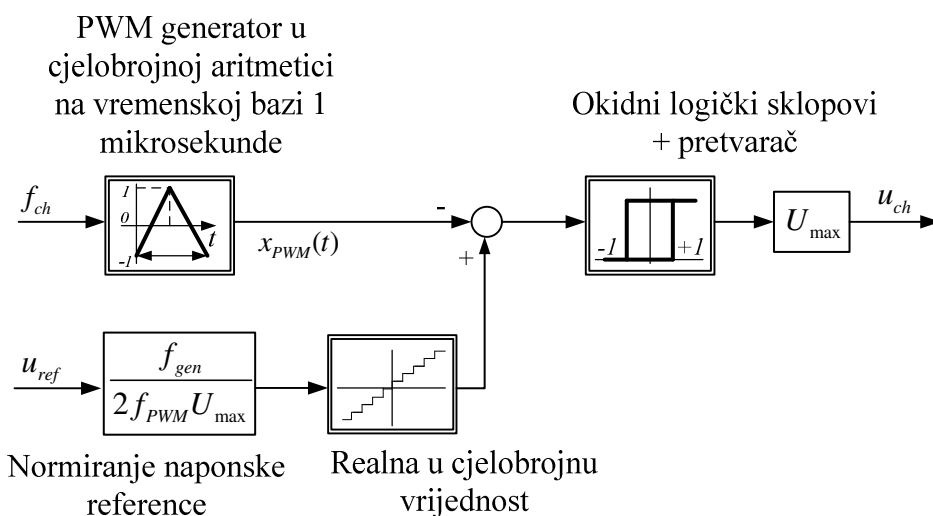 PWM generator u
cjelobrojnoj aritmetici
na vremenskoj bazi 1
mikrosekunde
Okidni logički sklopovi
+ pretvarač
f_ch
1
0
-1
t
x_PWM(t)
-
+
-1
+1
U_max
u_ch
u_ref
f_gen
2f_PWM U_max
Normiranje naponske
reference
Realna u cjelobrojnu
vrijednost